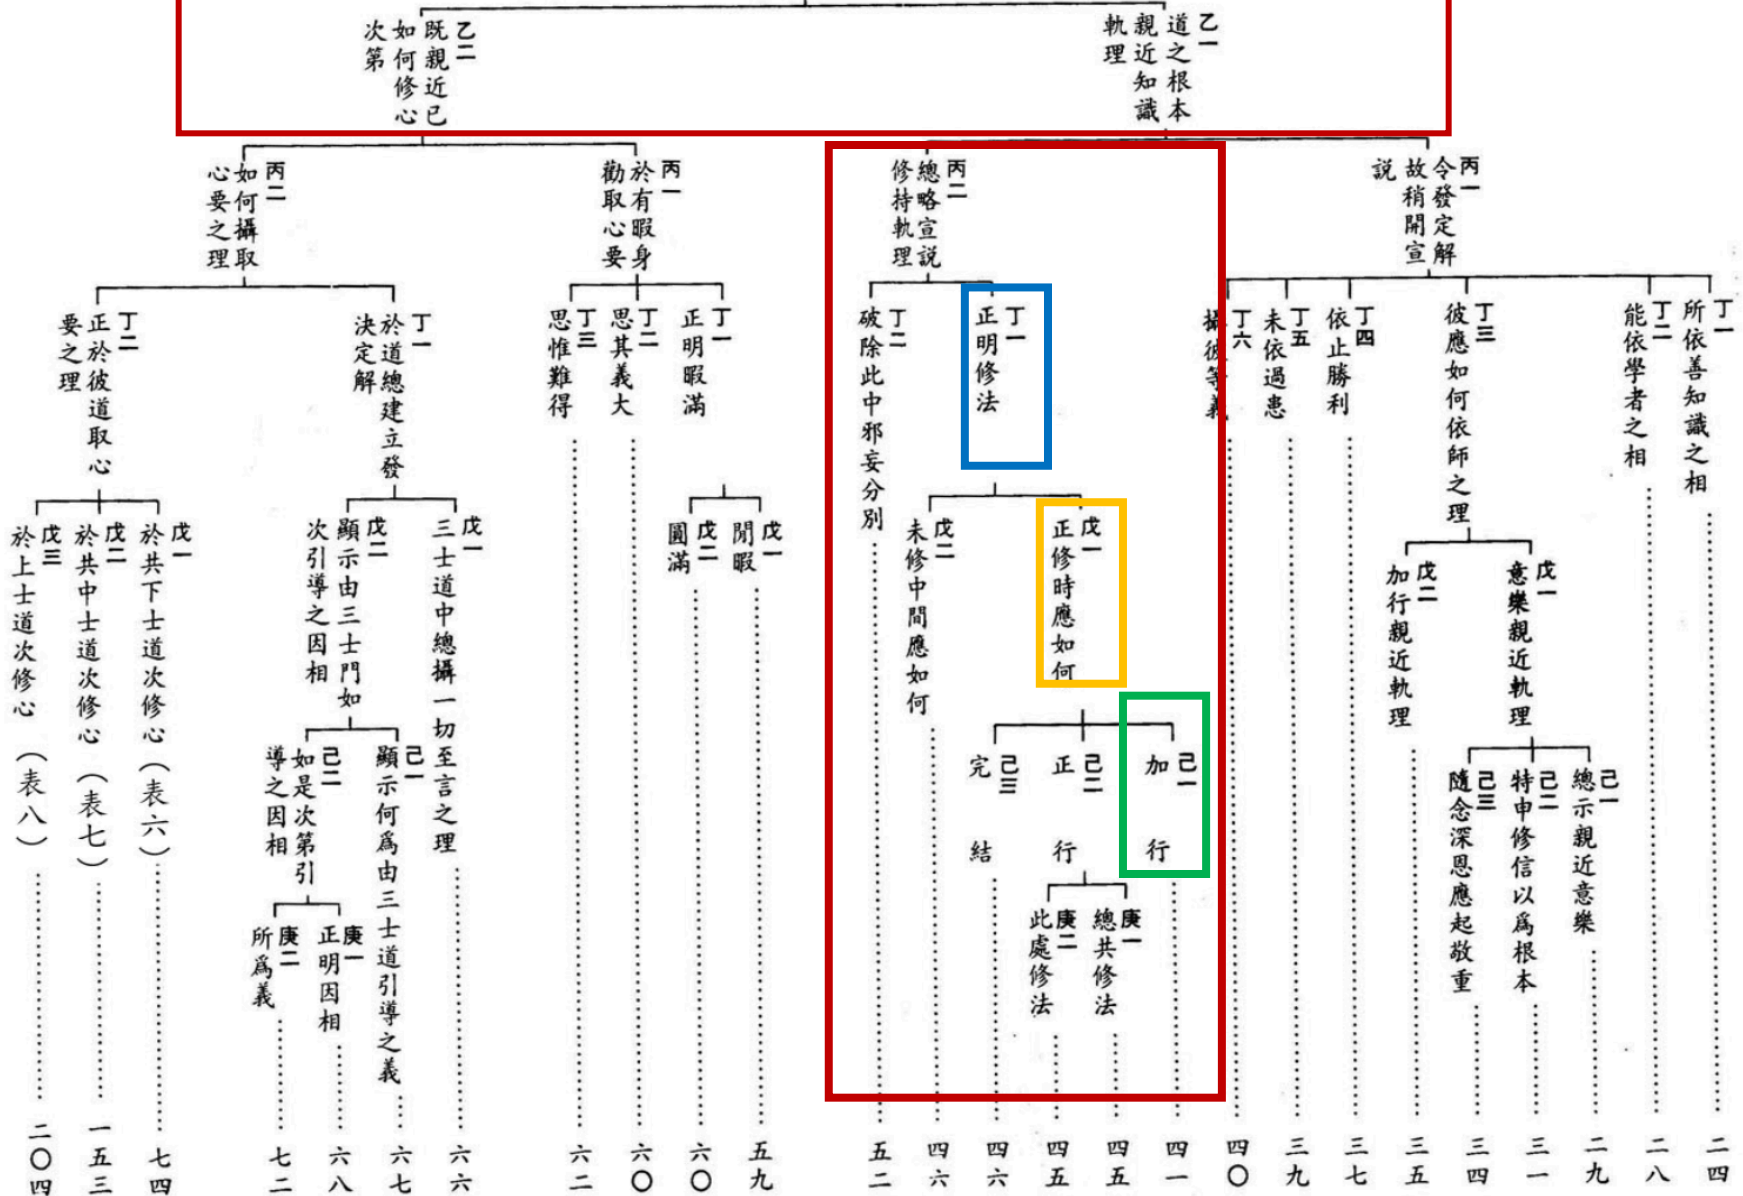 乙一
道之根本
親近知識
軌理
乙二
既親近已
如何修心
次第
丙一
令發定解
故稍開宣
說
丙二
總略宣說
修持軌理
丙一
於有暇身
勸取心要
丙二
如何攝取
心要之理
丁一
所依善知識之相
丁二
能依學者之相
丁三
彼應如何依師之理
丁四
依止勝利
丁五
未依過患
丁六
攝彼等義
丁一
正明修法
丁二
破除此中邪妄分別
丁一
正明暇滿
丁二
思其義大
丁三
思惟難得
丁一
於道總建立發
決定解
丁二
正於彼道取心
要之理
戊一
意樂親近軌理
戊二
加行親近軌理
戊一
正修時應如何
戊二
未修中間應如何
戊一
閒暇
戊二
圓滿
戊一
三士道中總攝一切至言之理
戊二
顯示由三士門如
次引導之因相
戊一
於共下士道次修心（表六）
戊二
於共中士道次修心（表七）
戊三
於上士道次修心（表八）
己一
總示親近意樂
己二
特申修信以為根本
己三
隨念深恩應起敬重
己一
加行
己二
正行
己三
完結
己一
顯示何為由三士道引導之義
己二
如是次第引
導之因相
庚一
總共修法
庚二
此處修法
庚一
正明因相
庚二
所為義
二四
二八
二九
三一
三四
三五
三七
三九
四〇
四一
四五
四五
四六
四六
五二
五九
六〇
六〇
六二
六六
六七
六八
七二
七四
一五三
二〇四